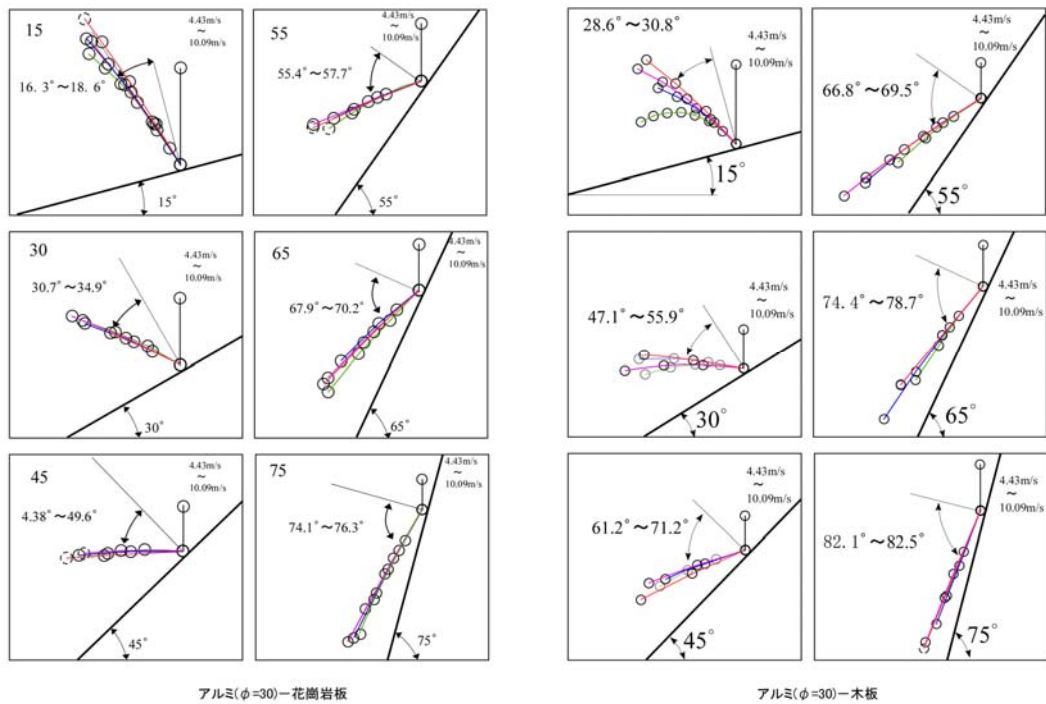 15
4.43m/s
～
10.09m/s
16.3°～18.6°
15°
55
4.43m/s
～
10.09m/s
55.4°～57.7°
55°
30
4.43m/s
～
10.09m/s
30.7°～34.9°
30°
65
4.43m/s
～
10.09m/s
67.9°～70.2°
65°
45
4.43m/s
～
10.09m/s
4.38°～49.6°
45°
75
4.43m/s
～
10.09m/s
74.1°～76.3°
75°
アルミ(φ=30)ー花崗岩板
28.6°～30.8°
4.43m/s
～
10.09m/s
15°
4.43m/s
～
10.09m/s
66.8°～69.5°
55°
4.43m/s
～
10.09m/s
47.1°～55.9°
30°
4.43m/s
～
10.09m/s
74.4°～78.7°
65°
4.43m/s
～
10.09m/s
61.2°～71.2°
45°
4.43m/s
～
10.09m/s
82.1°～82.5°
75°
アルミ(φ=30)ー木板